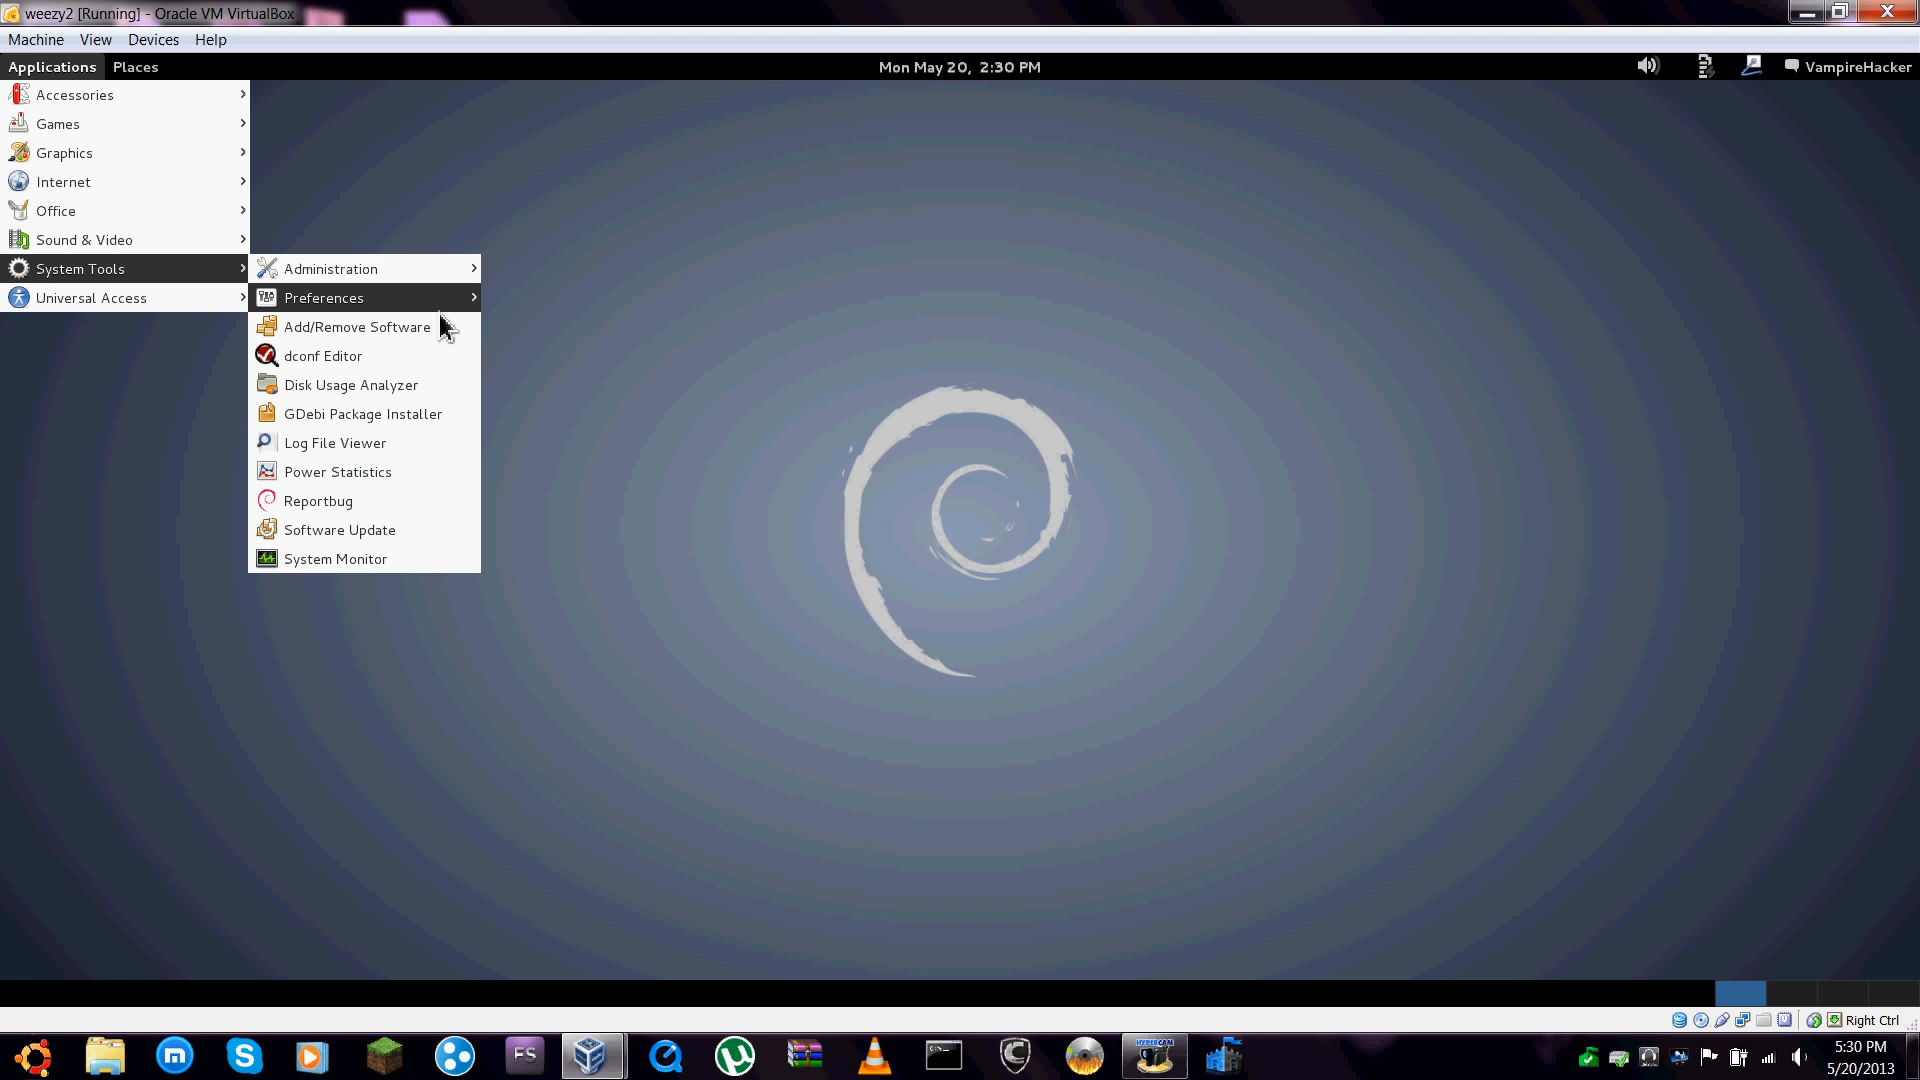 weezy2 [Running] - Oracle VM VirtualBox
Machine View Devices Help
Applications Places Mon May 20, 2:30 PM VampireHacker
Accessories
Games
Graphics
Internet
Office
Sound & Video
System Tools
Universal Access
Administration
Preferences
Add/Remove Software
dconf Editor
Disk Usage Analyzer
GDebi Package Installer
Log File Viewer
Power Statistics
Reportbug
Software Update
System Monitor
Right Ctrl
FS
HYPERCAM
5:30 PM
5/20/2013